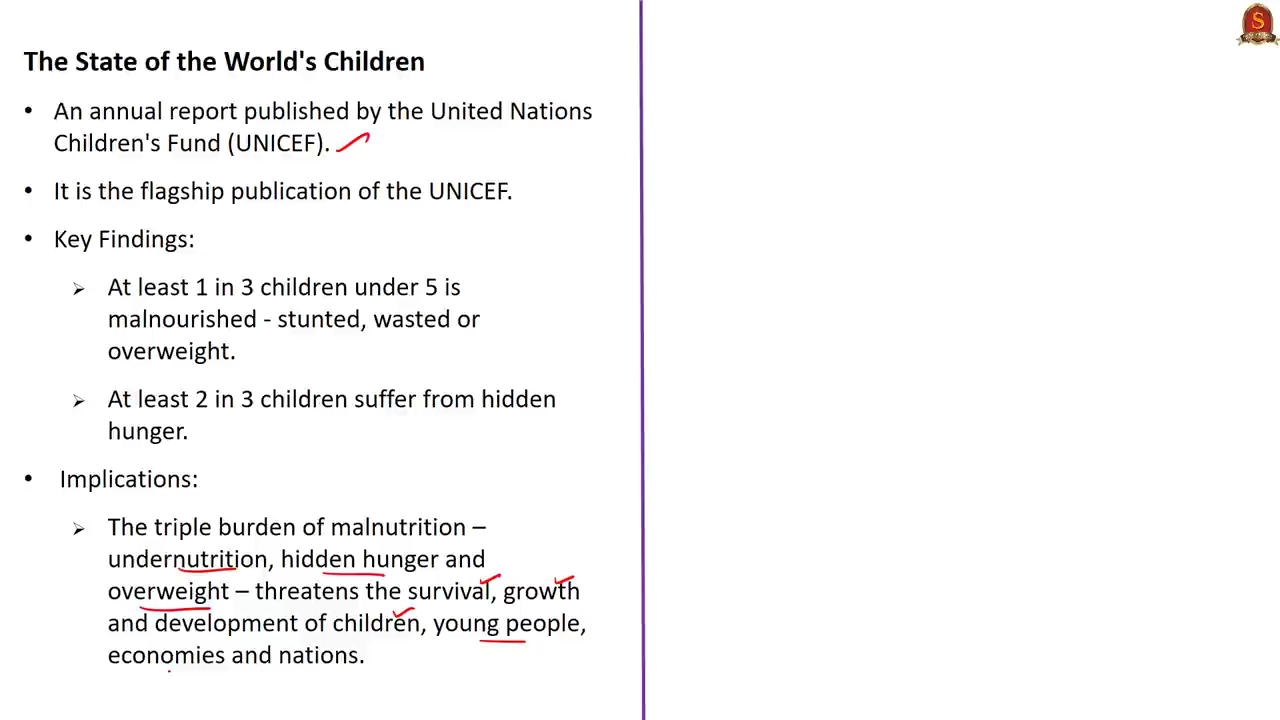 The State of the World's Children
• An annual report published by the United Nations
Children's Fund (UNICEF).
• It is the flagship publication of the UNICEF.
• Key Findings:
➢ At least 1 in 3 children under 5 is
malnourished - stunted, wasted or
overweight.
➢ At least 2 in 3 children suffer from hidden
hunger.
• Implications:
➢ The triple burden of malnutrition –
undernutrition, hidden hunger and
overweight – threatens the survival, growth
and development of children, young people,
economies and nations.
S